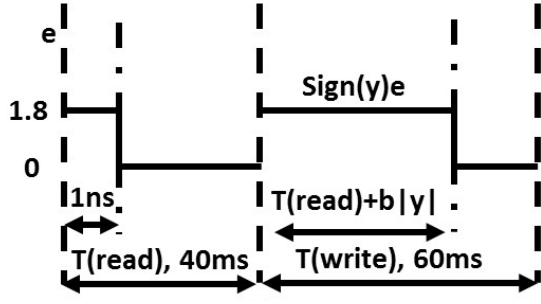 e
Sign(y)e
1.8
0
1ns
T(read)+b|y|
T(read), 40ms
T(write), 60ms